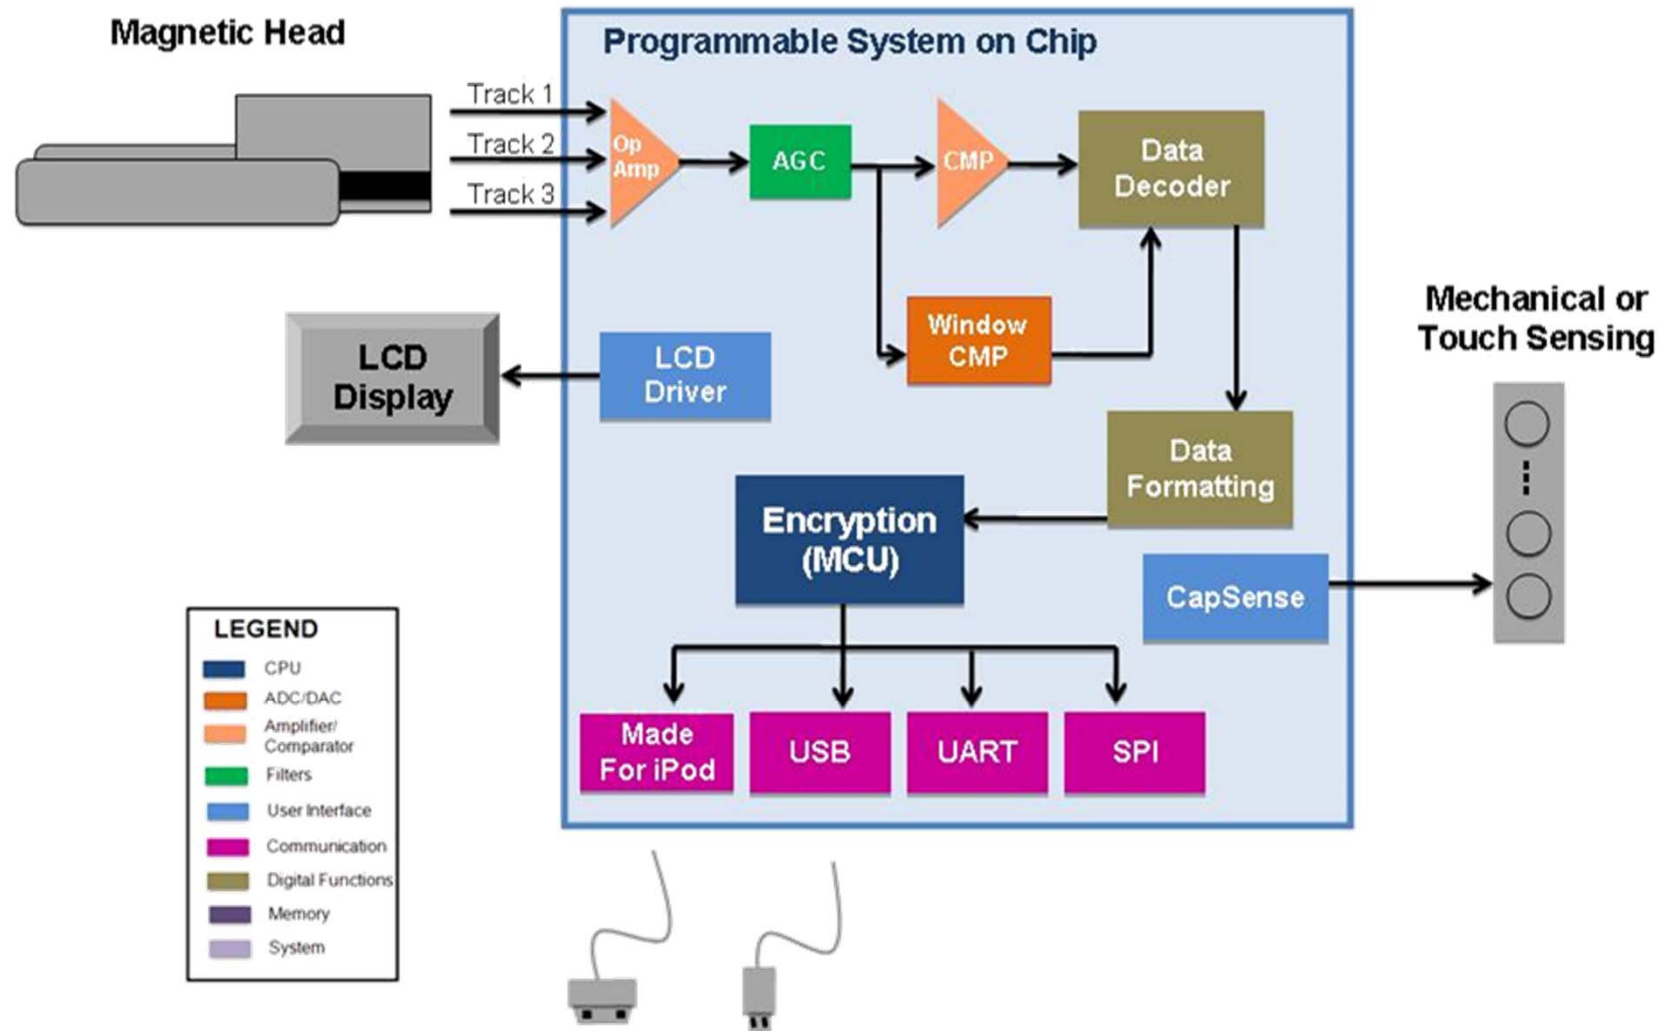 Magnetic Head
Programmable System on Chip
Track 1
Track 2
Track 3
Op
Amp
AGC
CMP
Data
Decoder
Window
CMP
LCD
Display
LCD
Driver
Mechanical or
Touch Sensing
Data
Formatting
Encryption
(MCU)
CapSense
Made
For iPod
USB
UART
SPI
LEGEND
CPU
ADC/DAC
Amplifier/
Comparator
Filters
User Interface
Communication
Digital Functions
Memory
System